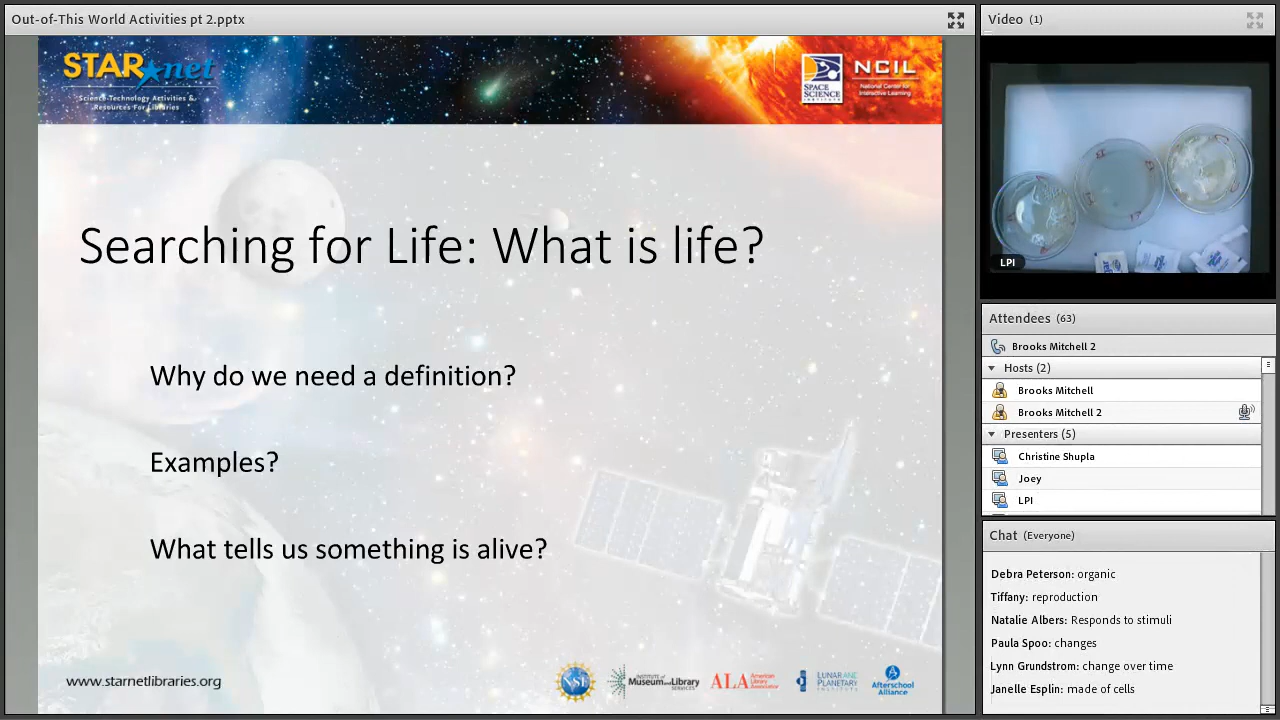 Out-of-This World Activities pt 2.pptx
STAR net
Science-Technology Activities &
Resources For Libraries
SPACE
SCIENCE
INSTITUTE
NCIL
National Center for
Interactive Learning
Searching for Life: What is life?
Why do we need a definition?
Examples?
What tells us something is alive?
www.starnetlibraries.org
NSF
INSTITUTE of
Museum and Library
SERVICES
ALA American
Library
Association
LUNAR AND
PLANETARY
INSTITUTE
Afterschool
Alliance
Video (1)
LPI
Attendees (63)
Brooks Mitchell 2
Hosts (2)
Brooks Mitchell
Brooks Mitchell 2
Presenters (5)
Christine Shupla
Joey
LPI
Chat (Everyone)
Debra Peterson: organic
Tiffany: reproduction
Natalie Albers: Responds to stimuli
Paula Spoo: changes
Lynn Grundstrom: change over time
Janelle Esplin: made of cells